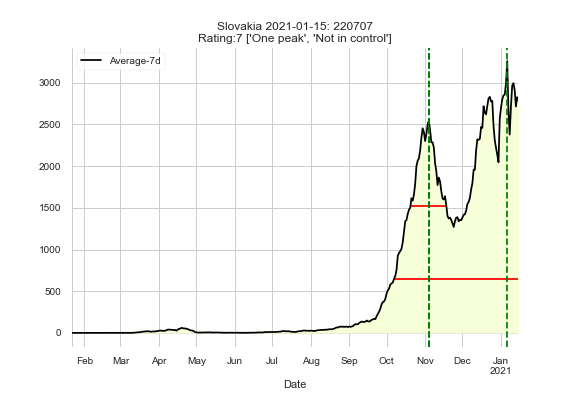 Slovakia 2021-01-15: 220707
Rating:7 ['One peak', 'Not in control']
Average-7d
3000
2500
2000
1500
1000
500
0
Feb Mar Apr May Jun Jul Aug Sep Oct Nov Dec Jan
2021
Date